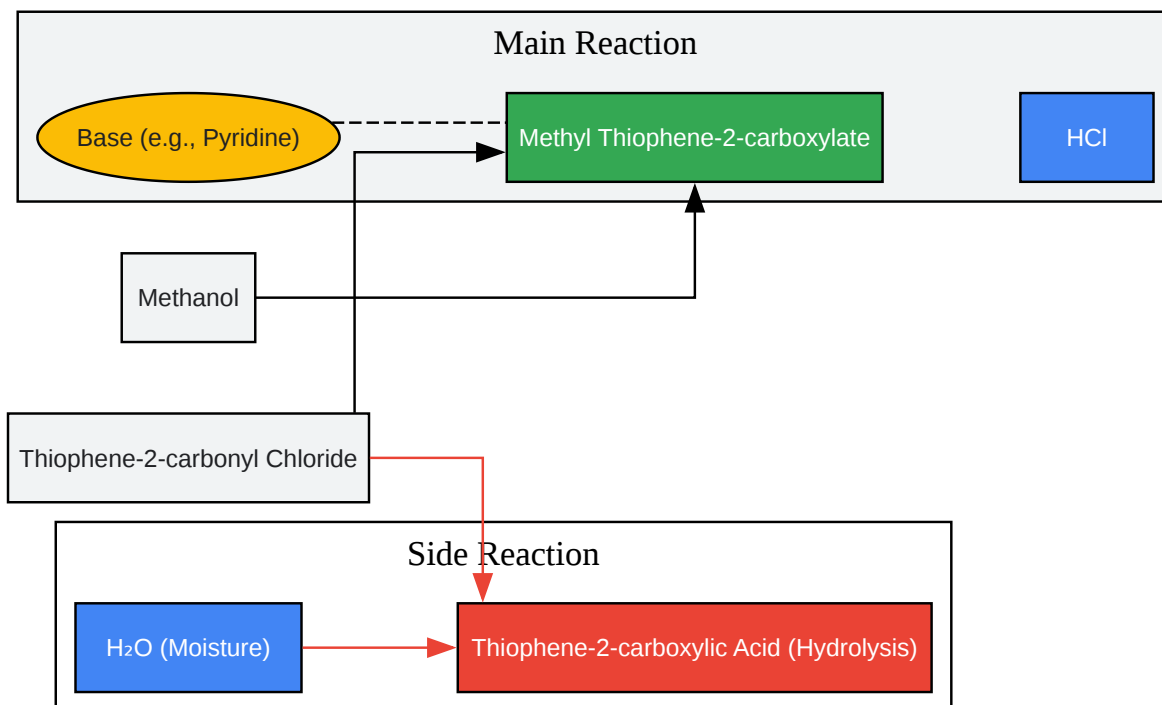 Main Reaction
Base (e.g., Pyridine)
Methyl Thiophene-2-carboxylate
HCl
Methanol
Thiophene-2-carbonyl Chloride
Side Reaction
H₂O (Moisture)
Thiophene-2-carboxylic Acid (Hydrolysis)